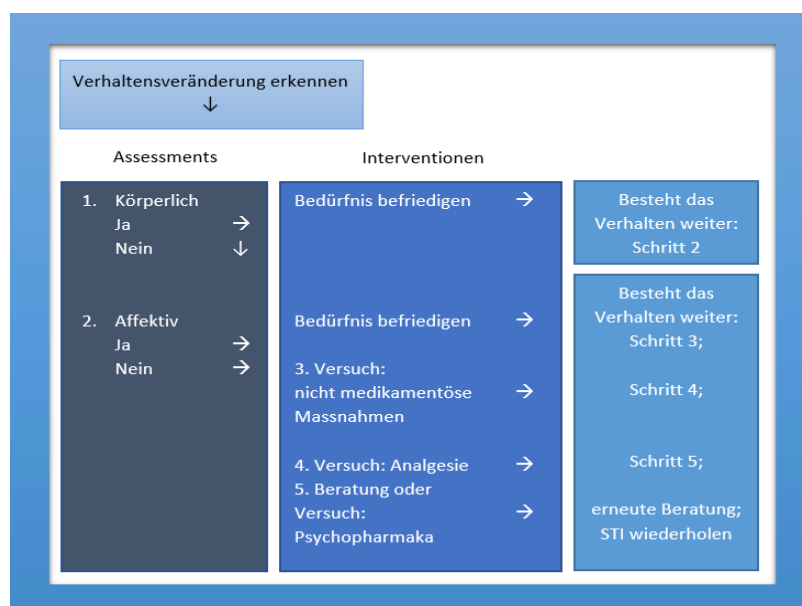 Verhaltensveränderung erkennen
↓
Assessments
Interventionen
1. Körperlich
Ja →
Nein ↓
Bedürfnis befriedigen →
Besteht das
Verhalten weiter:
Schritt 2
2. Affektiv
Ja →
Nein →
Bedürfnis befriedigen →
3. Versuch:
nicht medikamentöse →
Massnahmen
4. Versuch: Analgesie →
5. Beratung oder
Versuch: →
Psychopharmaka
Besteht das
Verhalten weiter:
Schritt 3;
Schritt 4;
Schritt 5;
erneute Beratung;
STI wiederholen